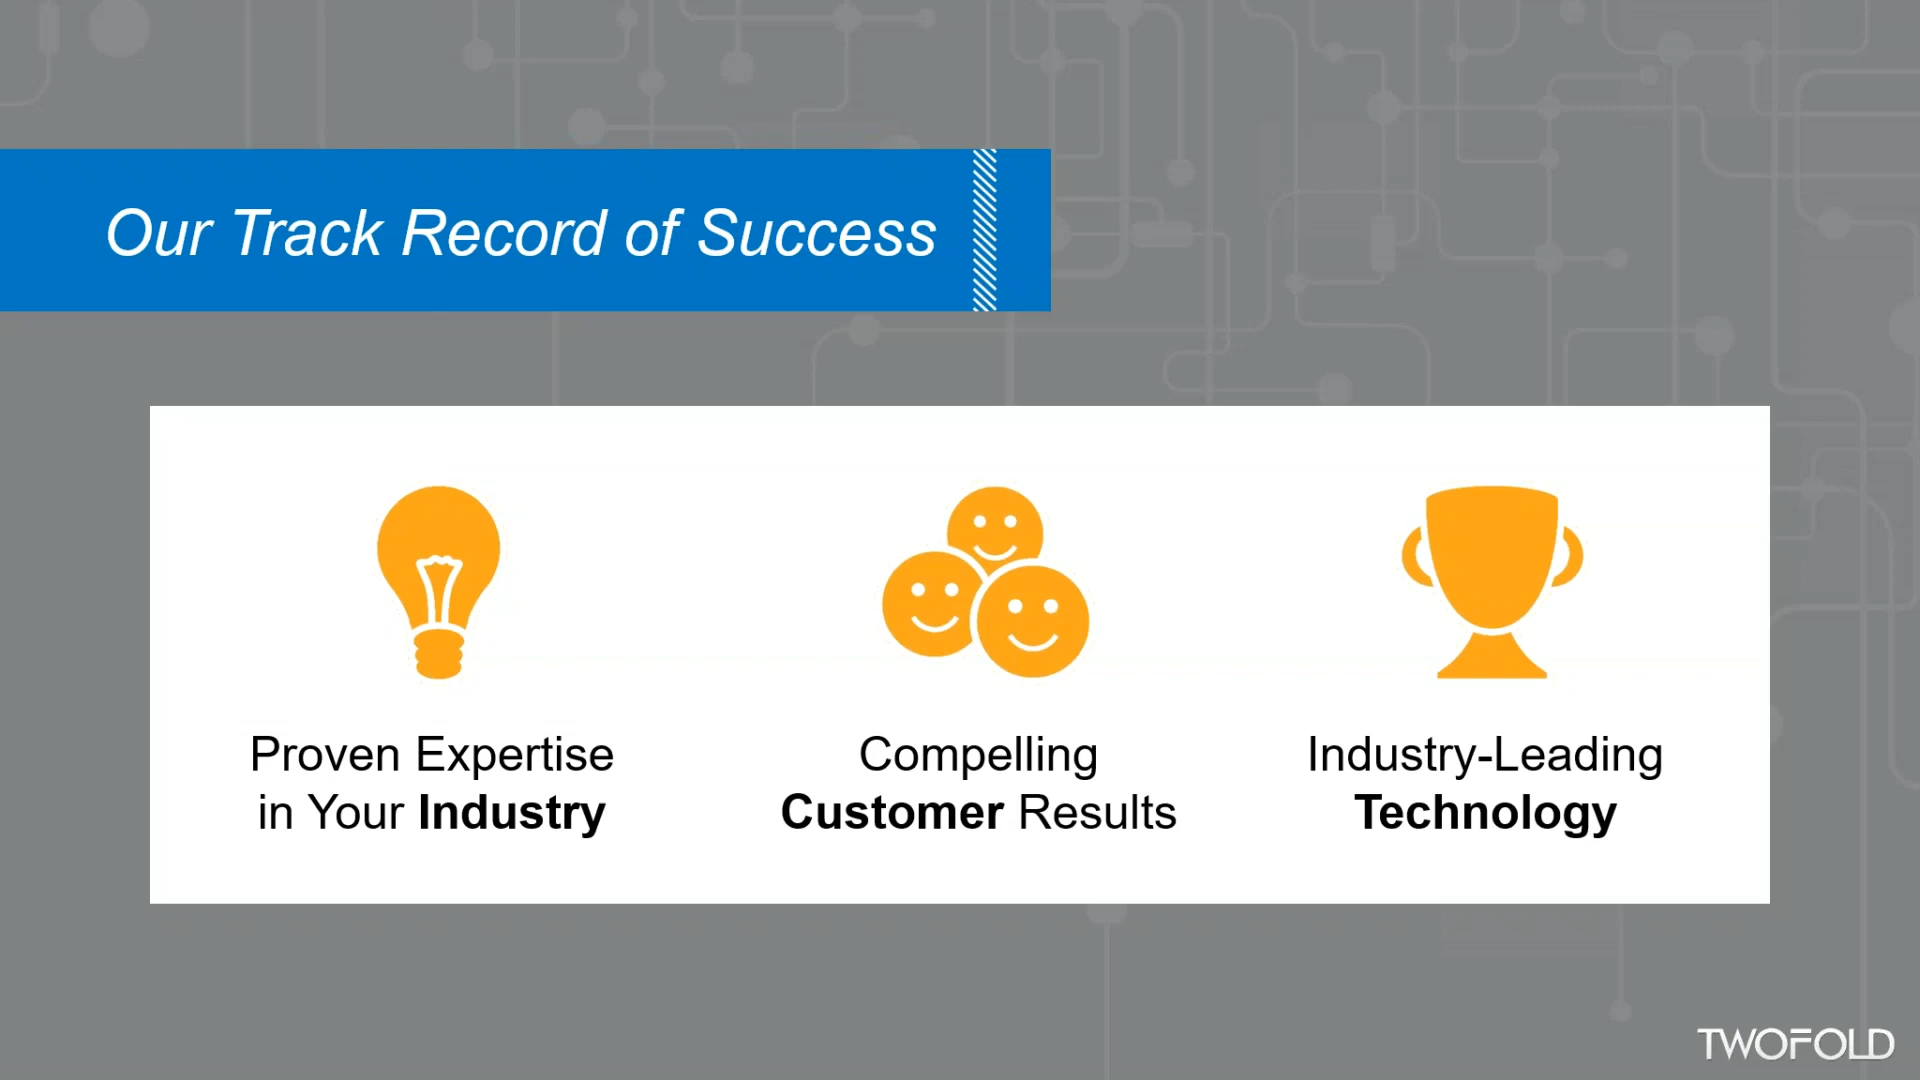 Our Track Record of Success
Proven Expertise
in Your Industry
Compelling
Customer Results
Industry-Leading
Technology
TWOFOLD